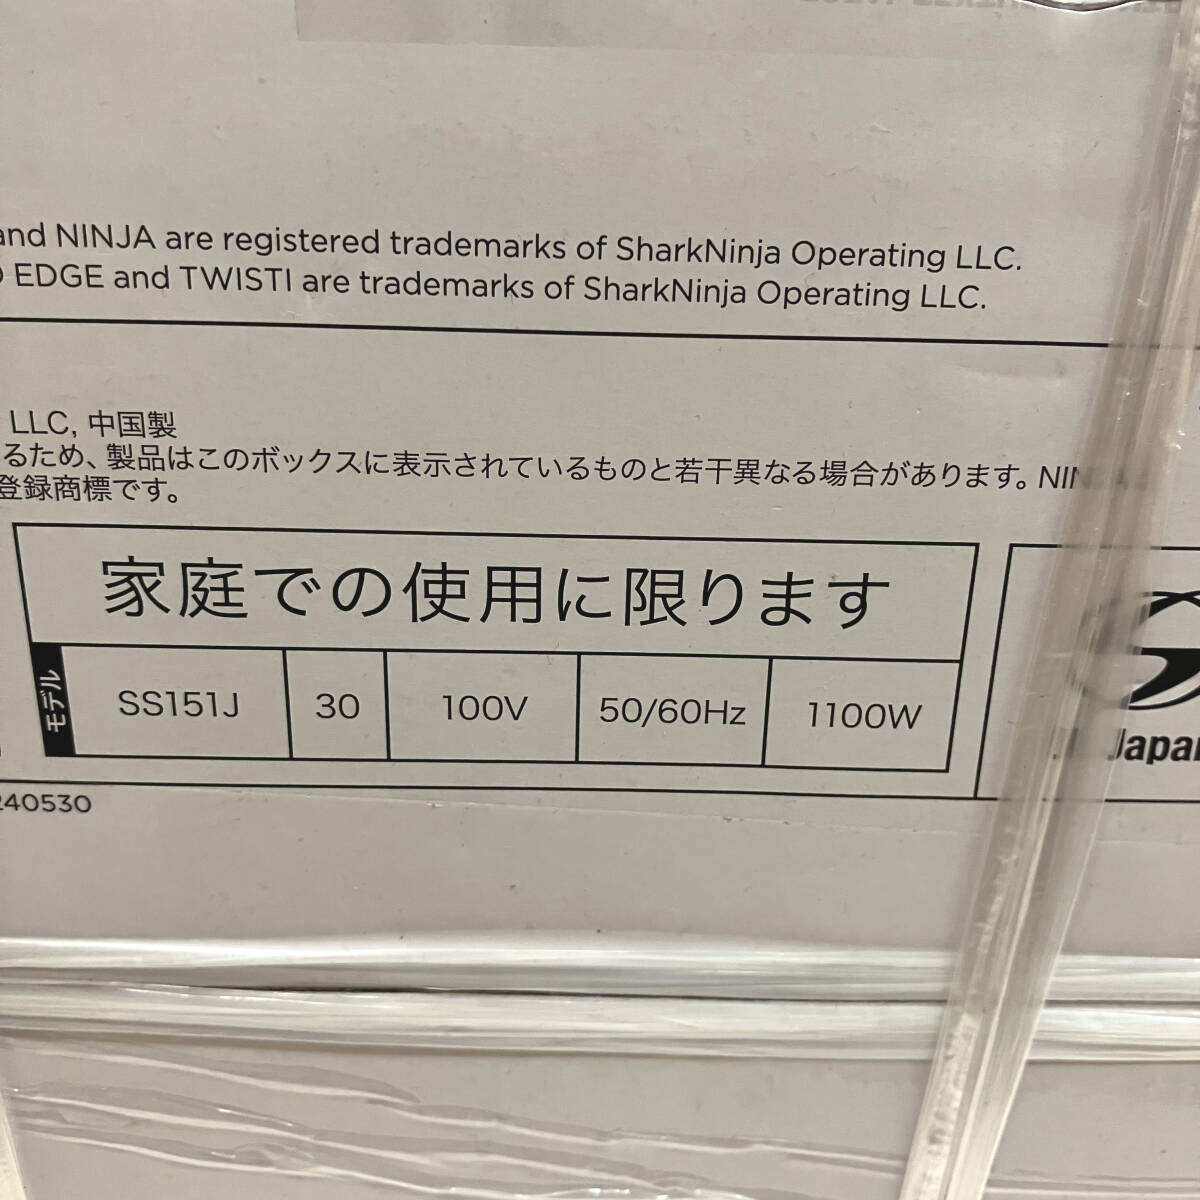 and NINJA are registered trademarks of SharkNinja Operating LLC.
EDGE and TWISTI are trademarks of SharkNinja Operating LLC.
LLC, 中国製
るため、製品はこのボックスに表示されているものと若干異なる場合があります。NIN
登録商標です。
家庭での使用に限ります
モデル SS151J 30 100V 50/60Hz 1100W
Japan
240530